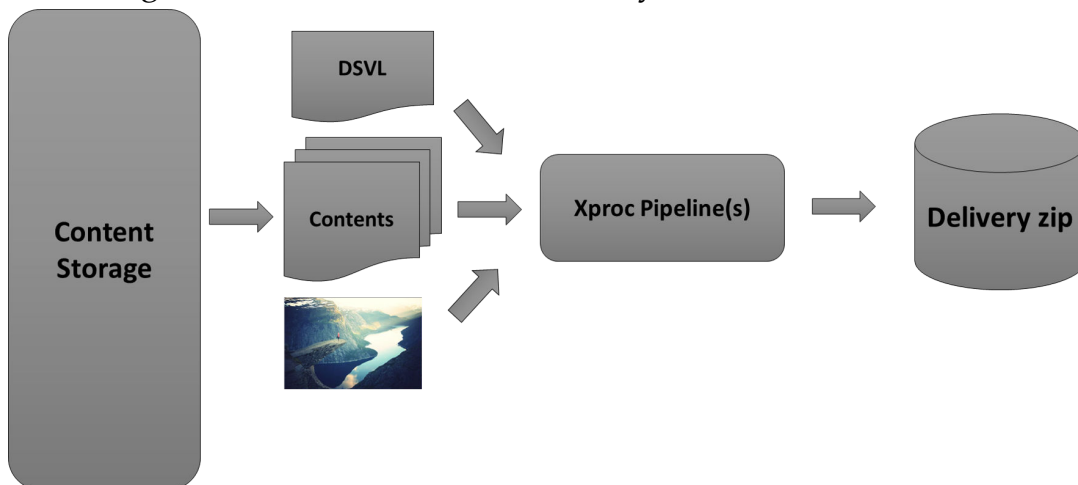 Content
Storage
DSVL
Contents
Xproc Pipeline(s)
Delivery zip